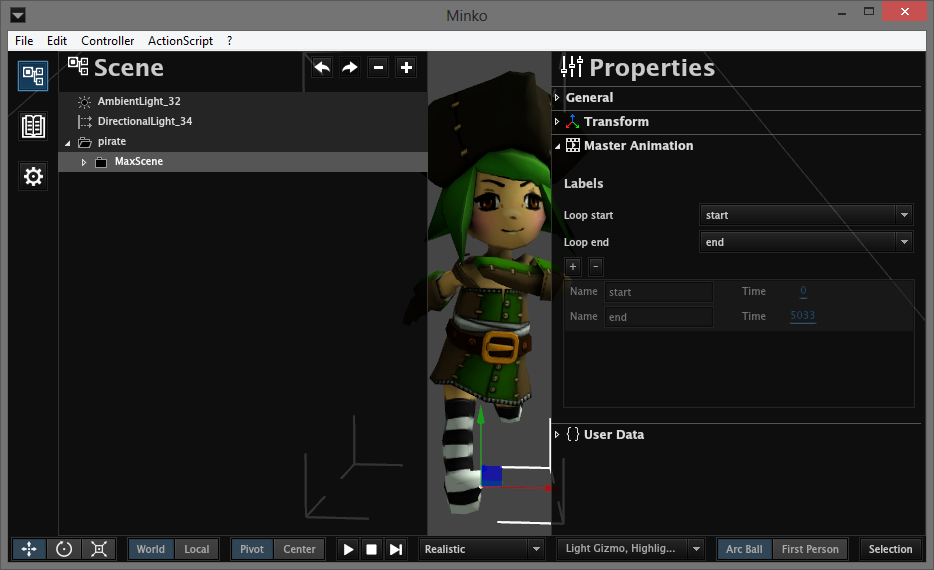 Minko
File Edit Controller ActionScript ?
Scene
AmbientLight_32
DirectionalLight_34
pirate
MaxScene
Properties
General
Transform
Master Animation
Labels
Loop start start
Loop end end
+ -
Name start Time 0
Name end Time 5033
{} User Data
World Local Pivot Center Realistic Light Gizmo, Highlig... Arc Ball First Person Selection